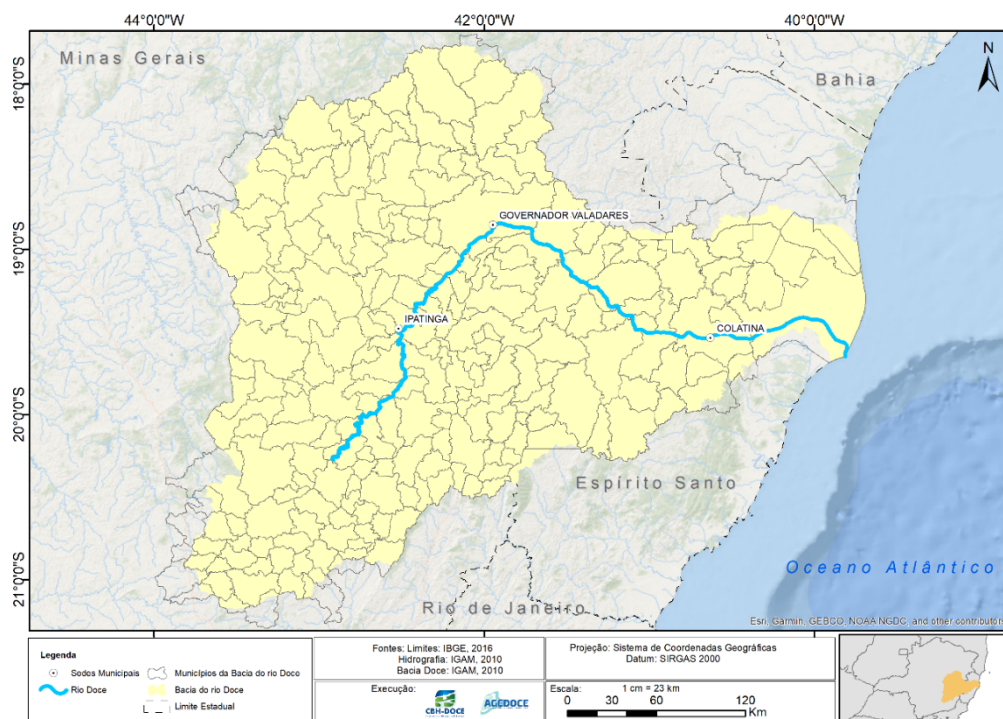 44°0'0"W 42°0'0"W 40°0'0"W
Minas Gerais
N
Bahia
18°0'0"S
GOVERNADOR VALADARES
19°0'0"S
IPATINGA
COLATINA
20°0'0"S
Espírito Santo
21°0'0"S
Oceano Atlântico
Rio de Janeiro
Esri, Garmin, GEBCO, NOAA NGDC, and other contributors
Legenda
Sedes Municipais
Municípios da Bacia do rio Doce
Rio Doce
Bacia do rio Doce
Limite Estadual
Fontes: Limites: IBGE, 2016
Hidrografia: IGAM, 2010
Bacia Doce: IGAM, 2010
Execução:
CBH-DOCE
AGEDOCE
Projeção: Sistema de Coordenadas Geográficas
Datum: SIRGAS 2000
Escala: 1 cm = 23 km
0 30 60 120
Km